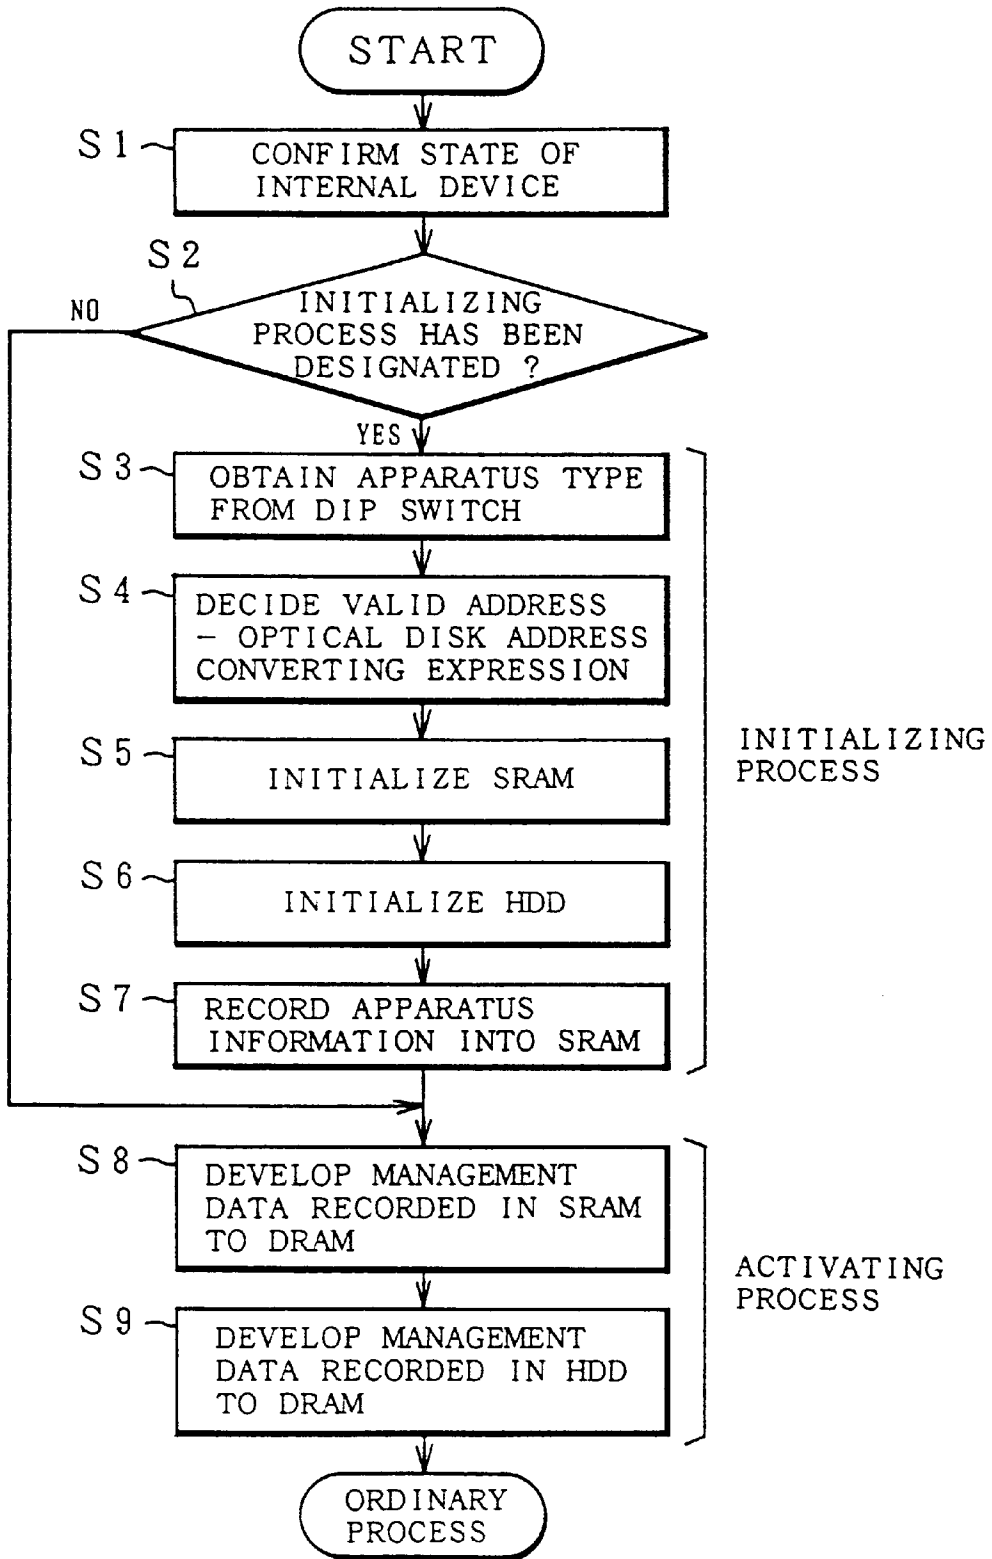 START
S1
CONFIRM STATE OF
INTERNAL DEVICE
S2
NO
INITIALIZING
PROCESS HAS BEEN
DESIGNATED ?
YES
S3
OBTAIN APPARATUS TYPE
FROM DIP SWITCH
S4
DECIDE VALID ADDRESS
- OPTICAL DISK ADDRESS
CONVERTING EXPRESSION
S5
INITIALIZE SRAM
INITIALIZING
PROCESS
S6
INITIALIZE HDD
S7
RECORD APPARATUS
INFORMATION INTO SRAM
S8
DEVELOP MANAGEMENT
DATA RECORDED IN SRAM
TO DRAM
ACTIVATING
PROCESS
S9
DEVELOP MANAGEMENT
DATA RECORDED IN HDD
TO DRAM
ORDINARY
PROCESS